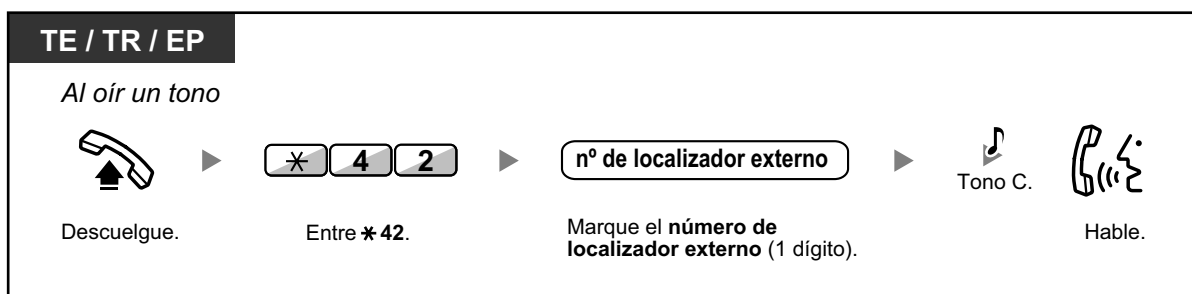 TE / TR / EP
Al oír un tono
✳ 4 2
nº de localizador externo
Tono C.
Descuelgue.
Entre ✳ 42.
Marque el número de
localizador externo (1 dígito).
Hable.